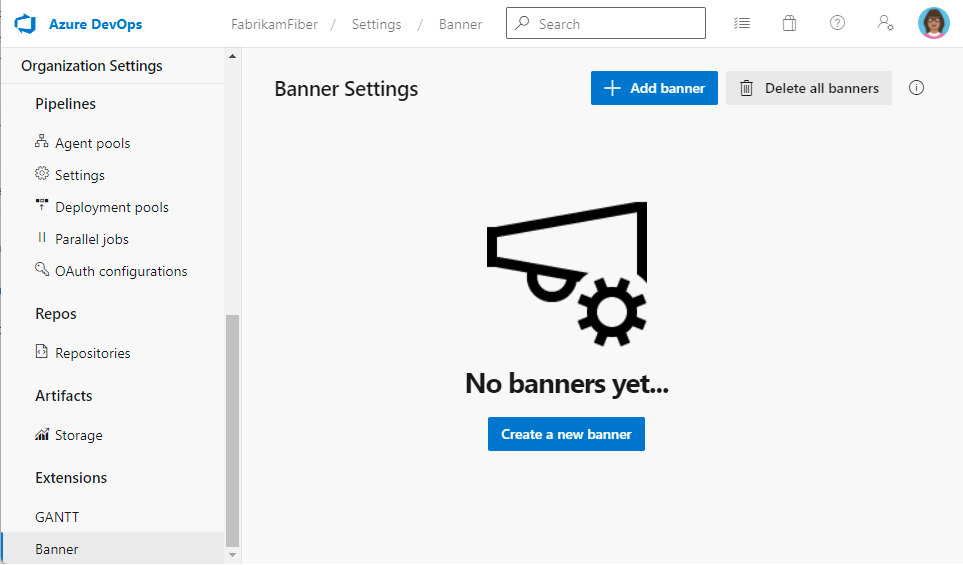 Azure DevOps
FabrikamFiber / Settings / Banner
Search
Organization Settings
Pipelines
Agent pools
Settings
Deployment pools
Parallel jobs
OAuth configurations
Repos
Repositories
Artifacts
Storage
Extensions
GANTT
Banner
Banner Settings
Add banner
Delete all banners
No banners yet...
Create a new banner